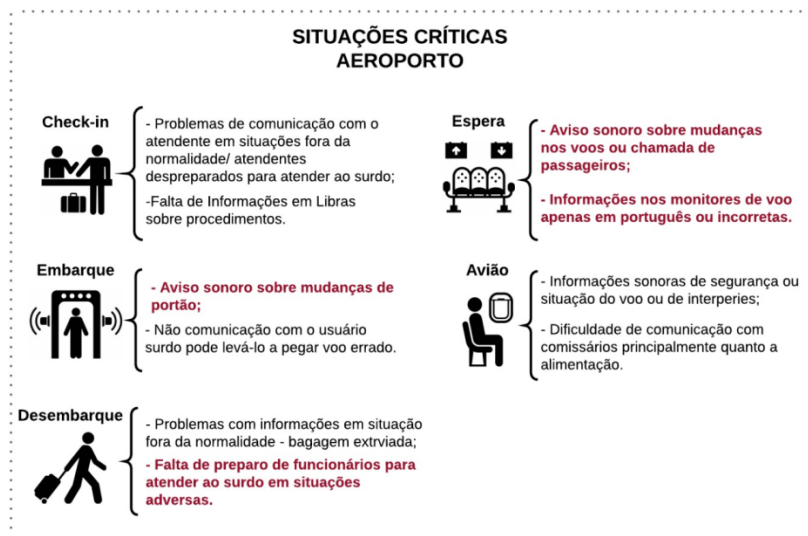 SITUAÇÕES CRÍTICAS
AEROPORTO
Check-in
- Problemas de comunicação com o
atendente em situações fora da
normalidade/ atendentes
despreparados para atender ao surdo;
-Falta de Informações em Libras
sobre procedimentos.
Espera
- Aviso sonoro sobre mudanças
nos voos ou chamada de
passageiros;
- Informações nos monitores de voo
apenas em português ou incorretas.
Embarque
- Aviso sonoro sobre mudanças de
portão;
- Não comunicação com o usuário
surdo pode levá-lo a pegar voo errado.
Avião
- Informações sonoras de segurança ou
situação do voo ou de interperies;
- Dificuldade de comunicação com
comissários principalmente quanto a
alimentação.
Desembarque
- Problemas com informações em situação
fora da normalidade - bagagem extrviada;
- Falta de preparo de funcionários para
atender ao surdo em situações
adversas.